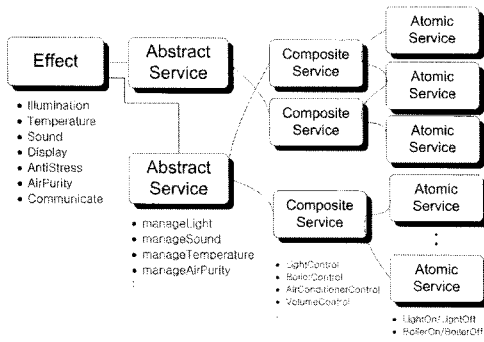 Effect
• Illumination
• Temperature
• Sound
• Display
• AntiStress
• AirPurity
• Communicate
Abstract
Service
Abstract
Service
• manageLight
• manageSound
• manageTemperature
• manageAirPurity
:
Composite
Service
Composite
Service
Composite
Service
• LightControl
• BoilerControl
• AirConditionerControl
• VolumeControl
:
Atomic
Service
Atomic
Service
Atomic
Service
Atomic
Service
:
Atomic
Service
• LightOn/LightOff
• BoilerOn/BoilerOff